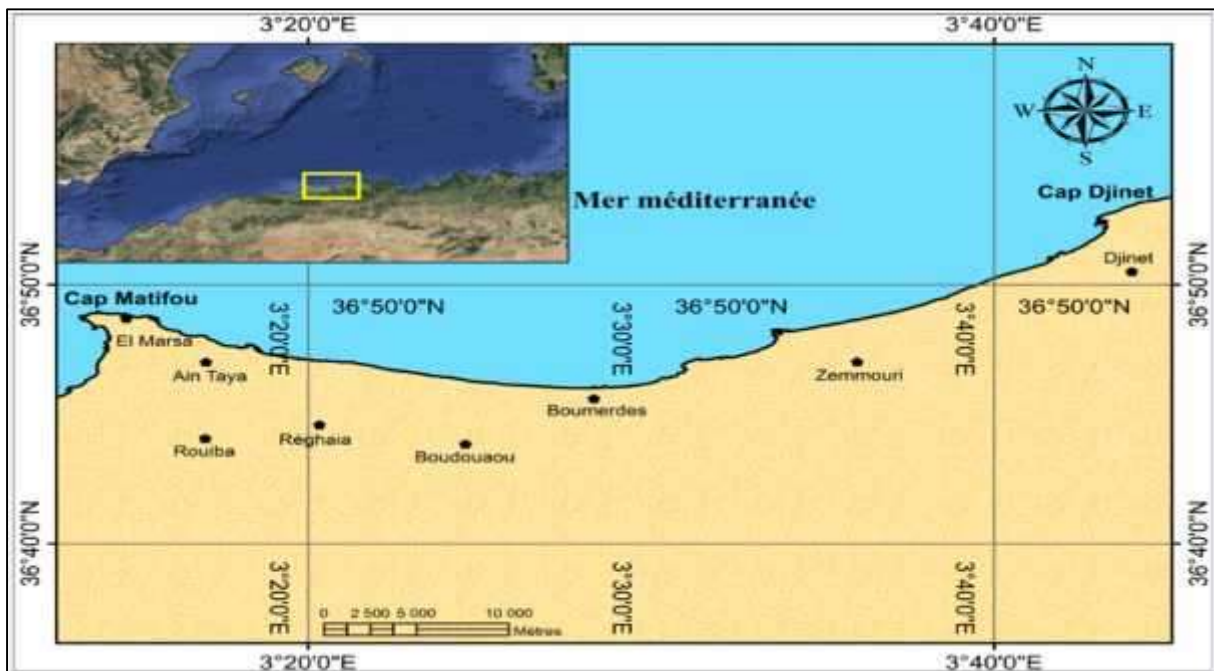 3°20'0"E
3°40'0"E
N
W
E
S
Mer méditerranée
Cap Djinet
Djinet
36°50'0"N
36°50'0"N
Cap Matifou
36°50'0"N
36°50'0"N
36°50'0"N
3°20'0"E
3°30'0"E
3°40'0"E
El Marsa
Ain Taya
Zemmouri
Boumerdes
Rouiba
Réghaia
Boudouaou
36°40'0"N
36°40'0"N
3°20'0"E
3°30'0"E
3°40'0"E
0 2 500 5 000 10 000
Métres
3°20'0"E
3°40'0"E